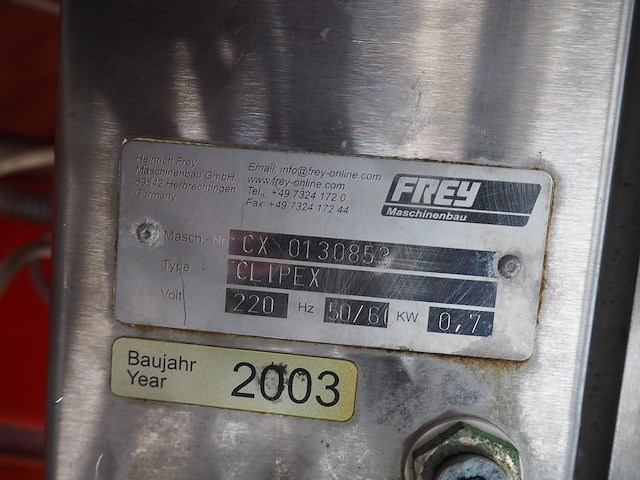 Heinrich Frey
Maschinenbau GmbH
89542 Herbrechtingen
Germany
Email: info@frey-online.com
www.frey-online.com
Tel.: +49 7324 172 0
Fax: +49 7324 172 44
FREY
Maschinenbau
Masch.-Nr. CX 0130853
Type CLIPEX
Volt 220 Hz 50/60 KW 0,7
Baujahr
Year 2003